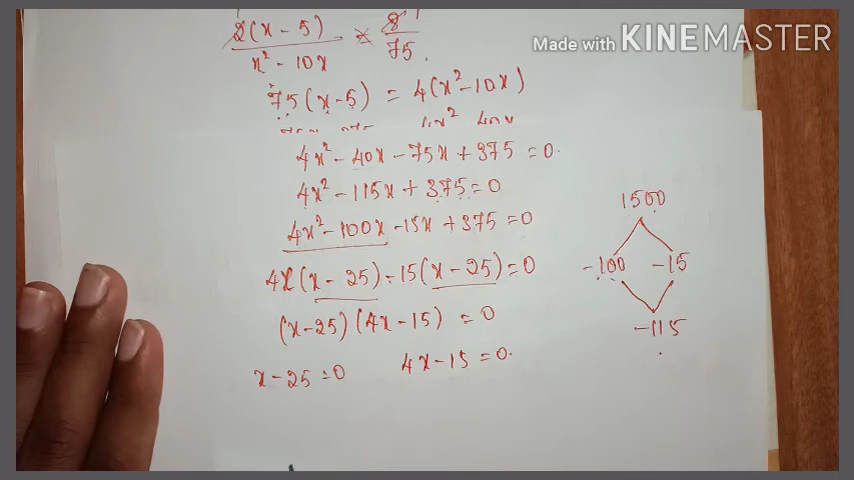 Made with KINEMASTER
2(x - 5) / x² - 10x = 8 / 75
75(x - 5) = 4(x² - 10x)
4x² - 40x - 75x + 375 = 0.
4x² - 115x + 375 = 0
4x² - 100x - 15x + 375 = 0
4x(x - 25) - 15(x - 25) = 0
(x - 25) (4x - 15) = 0
x - 25 = 0 4x - 15 = 0.
1500
-100 -15
-115